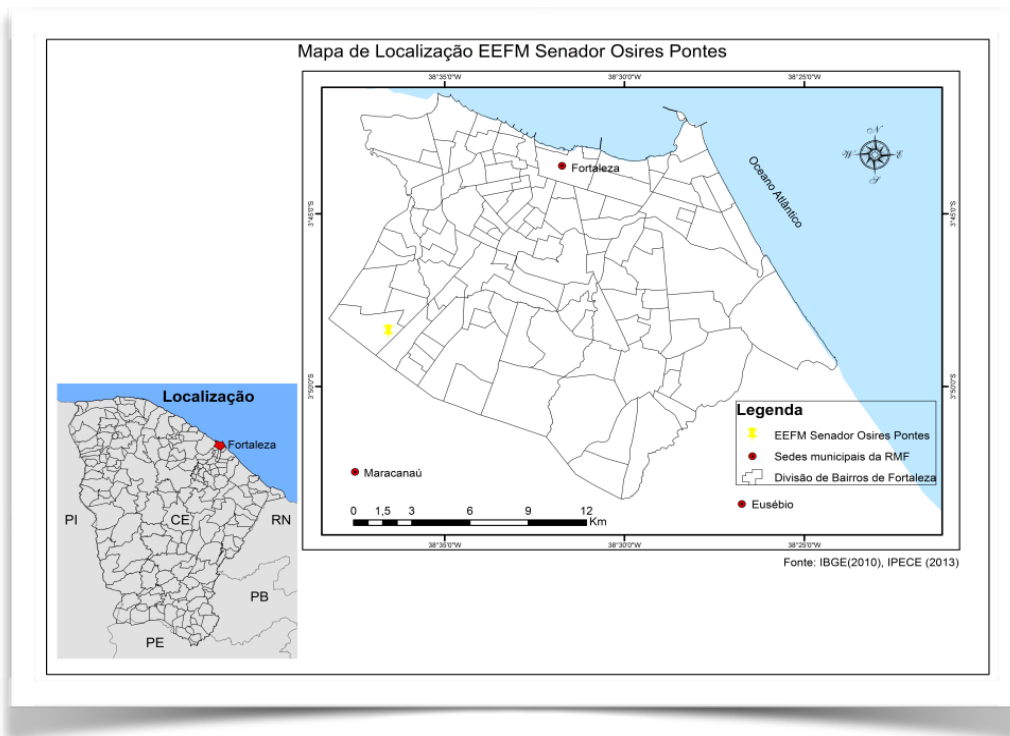 Mapa de Localização EEFM Senador Osires Pontes
38°35'0"W
38°30'0"W
38°25'0"W
N
W
E
S
Fortaleza
Oceano Atlântico
3°45'0"S
3°45'0"S
3°50'0"S
3°50'0"S
Localização
Fortaleza
PI
CE
RN
PB
PE
Legenda
EEFM Senador Osires Pontes
Sedes municipais da RMF
Divisão de Bairros de Fortaleza
Maracanaú
Eusébio
0 1,5 3 6 9 12
Km
38°35'0"W
38°30'0"W
38°25'0"W
Fonte: IBGE(2010), IPECE (2013)